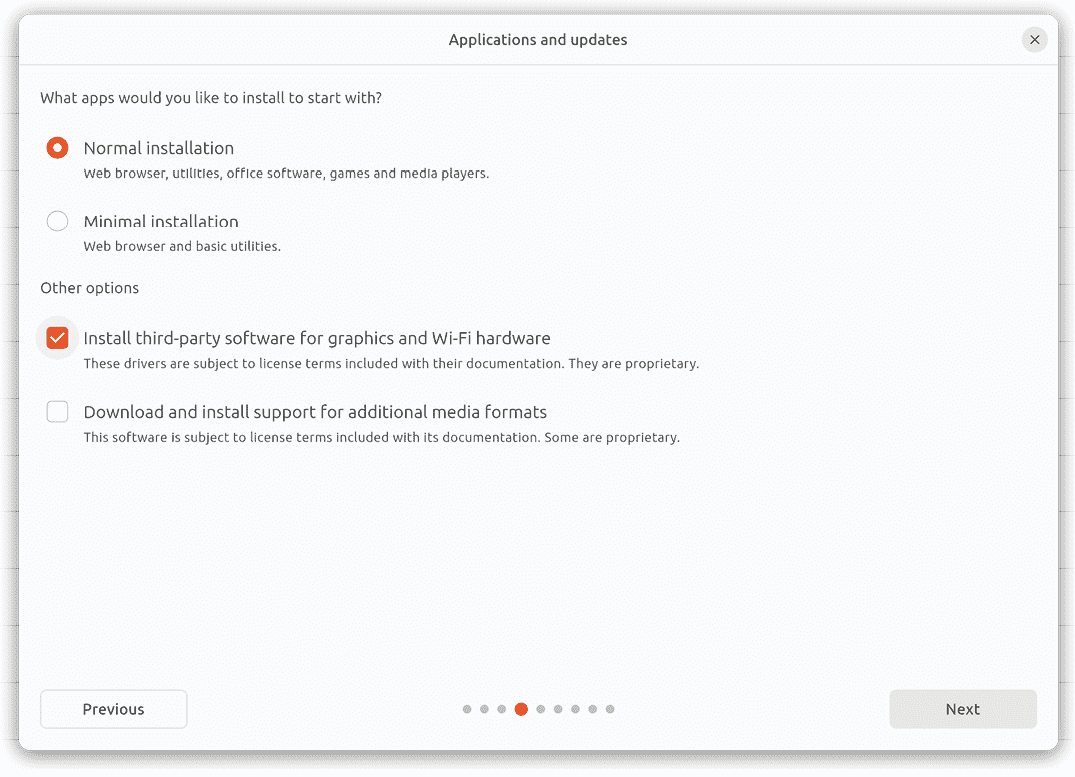 Applications and updates
What apps would you like to install to start with?
Normal installation
Web browser, utilities, office software, games and media players.
Minimal installation
Web browser and basic utilities.
Other options
Install third-party software for graphics and Wi-Fi hardware
These drivers are subject to license terms included with their documentation. They are proprietary.
Download and install support for additional media formats
This software is subject to license terms included with its documentation. Some are proprietary.
Previous
Next